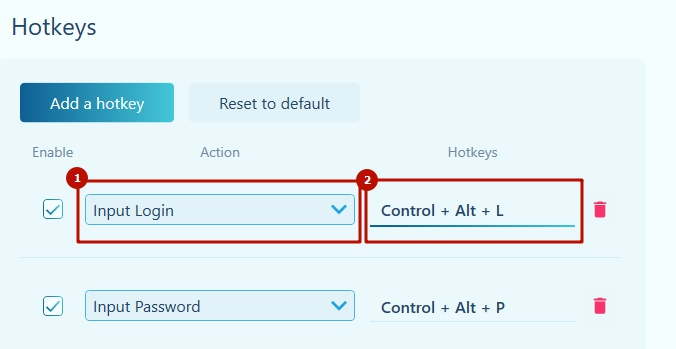 Hotkeys
Add a hotkey Reset to default
Enable Action Hotkeys
1 2
Input Login Control + Alt + L
Input Password Control + Alt + P